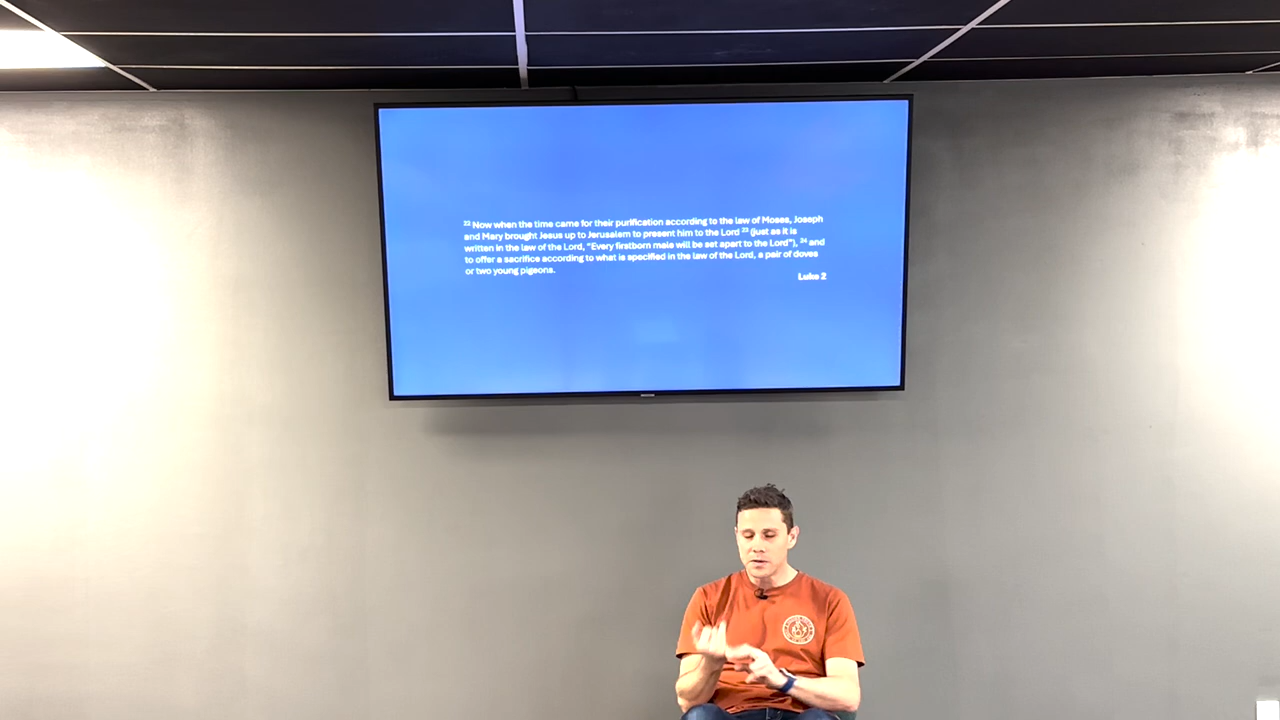 ²² Now when the time came for their purification according to the law of Moses, Joseph
and Mary brought Jesus up to Jerusalem to present him to the Lord ²³ (just as it is
written in the law of the Lord, "Every firstborn male will be set apart to the Lord"), ²⁴ and
to offer a sacrifice according to what is specified in the law of the Lord, a pair of doves
or two young pigeons.
Luke 2